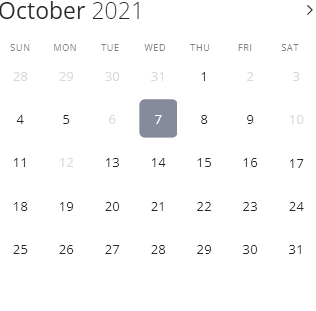 October 2021
SUN MON TUE WED THU FRI SAT
28 29 30 31 1 2 3
4 5 6 7 8 9 10
11 12 13 14 15 16 17
18 19 20 21 22 23 24
25 26 27 28 29 30 31